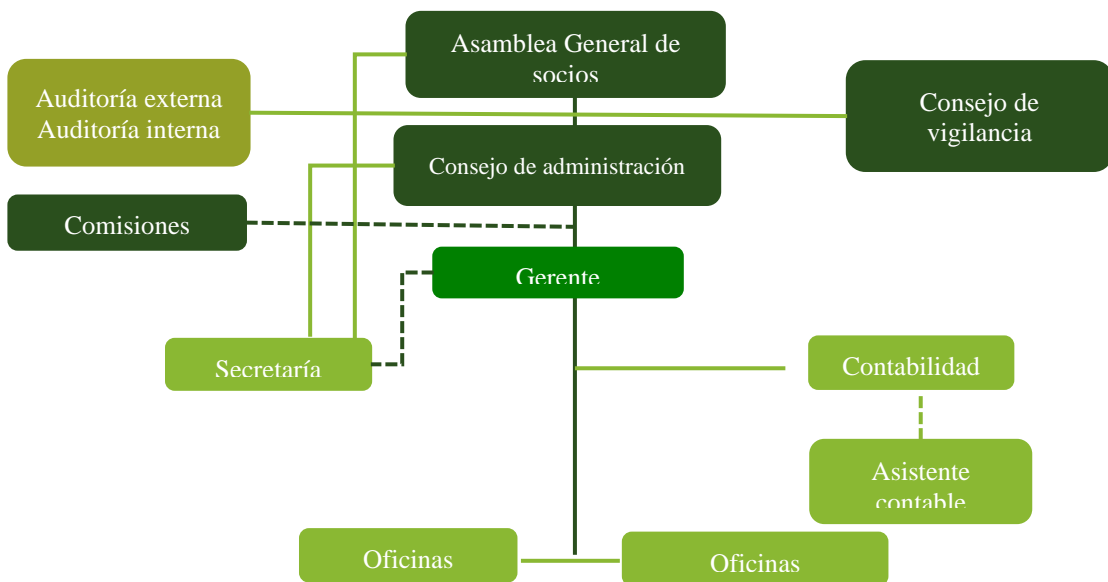 Asamblea General de
socios
Auditoría externa
Auditoría interna
Consejo de
vigilancia
Consejo de administración
Comisiones
Gerente
Secretaría
Contabilidad
Asistente
contable
Oficinas
Oficinas